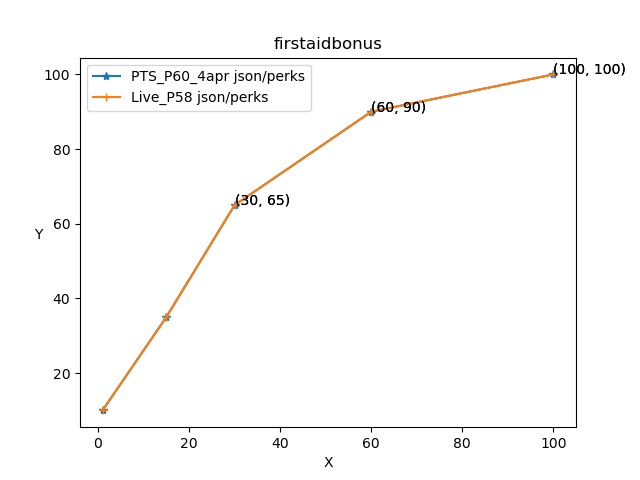 firstaidbonus
PTS_P60_4apr json/perks
Live_P58 json/perks
(100, 100)
(60, 90)
(30, 65)
100
80
60
40
20
Y
0 20 40 60 80 100
X